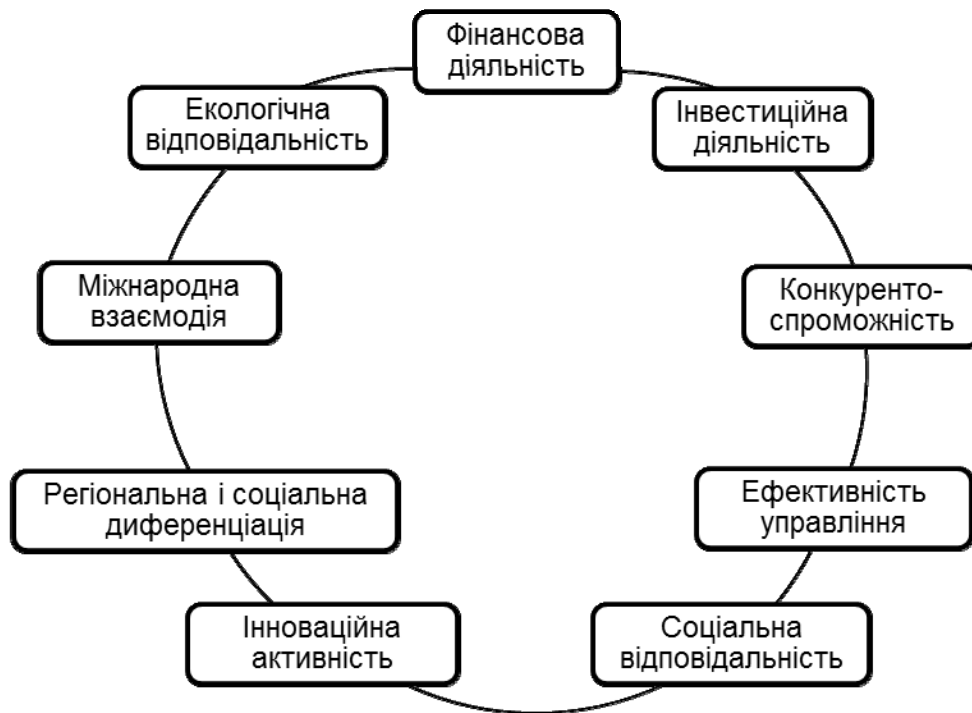 Фінансова
діяльність
Екологічна
відповідальність
Інвестиційна
діяльність
Міжнародна
взаємодія
Конкуренто-
спроможність
Регіональна і соціальна
диференціація
Ефективність
управління
Інноваційна
активність
Соціальна
відповідальність